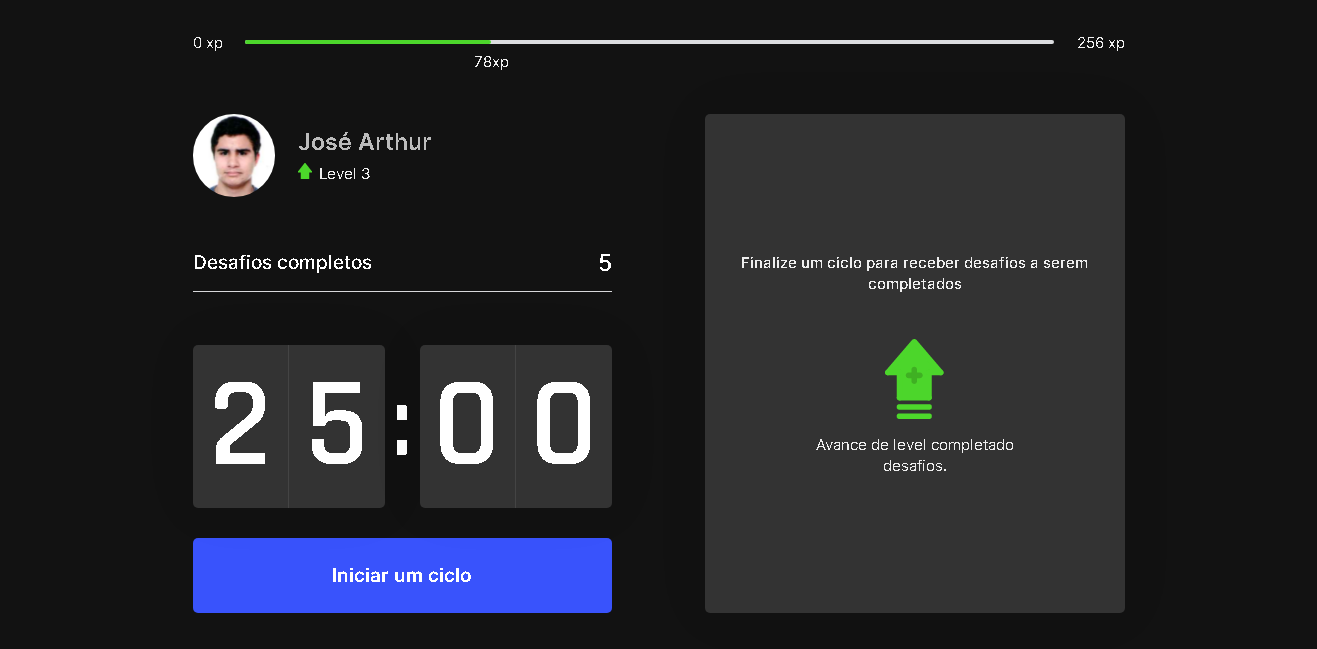 0 xp
256 xp
78xp
José Arthur
Level 3
Desafios completos
5
25:00
Iniciar um ciclo
Finalize um ciclo para receber desafios a serem
completados
Avance de level completado
desafios.